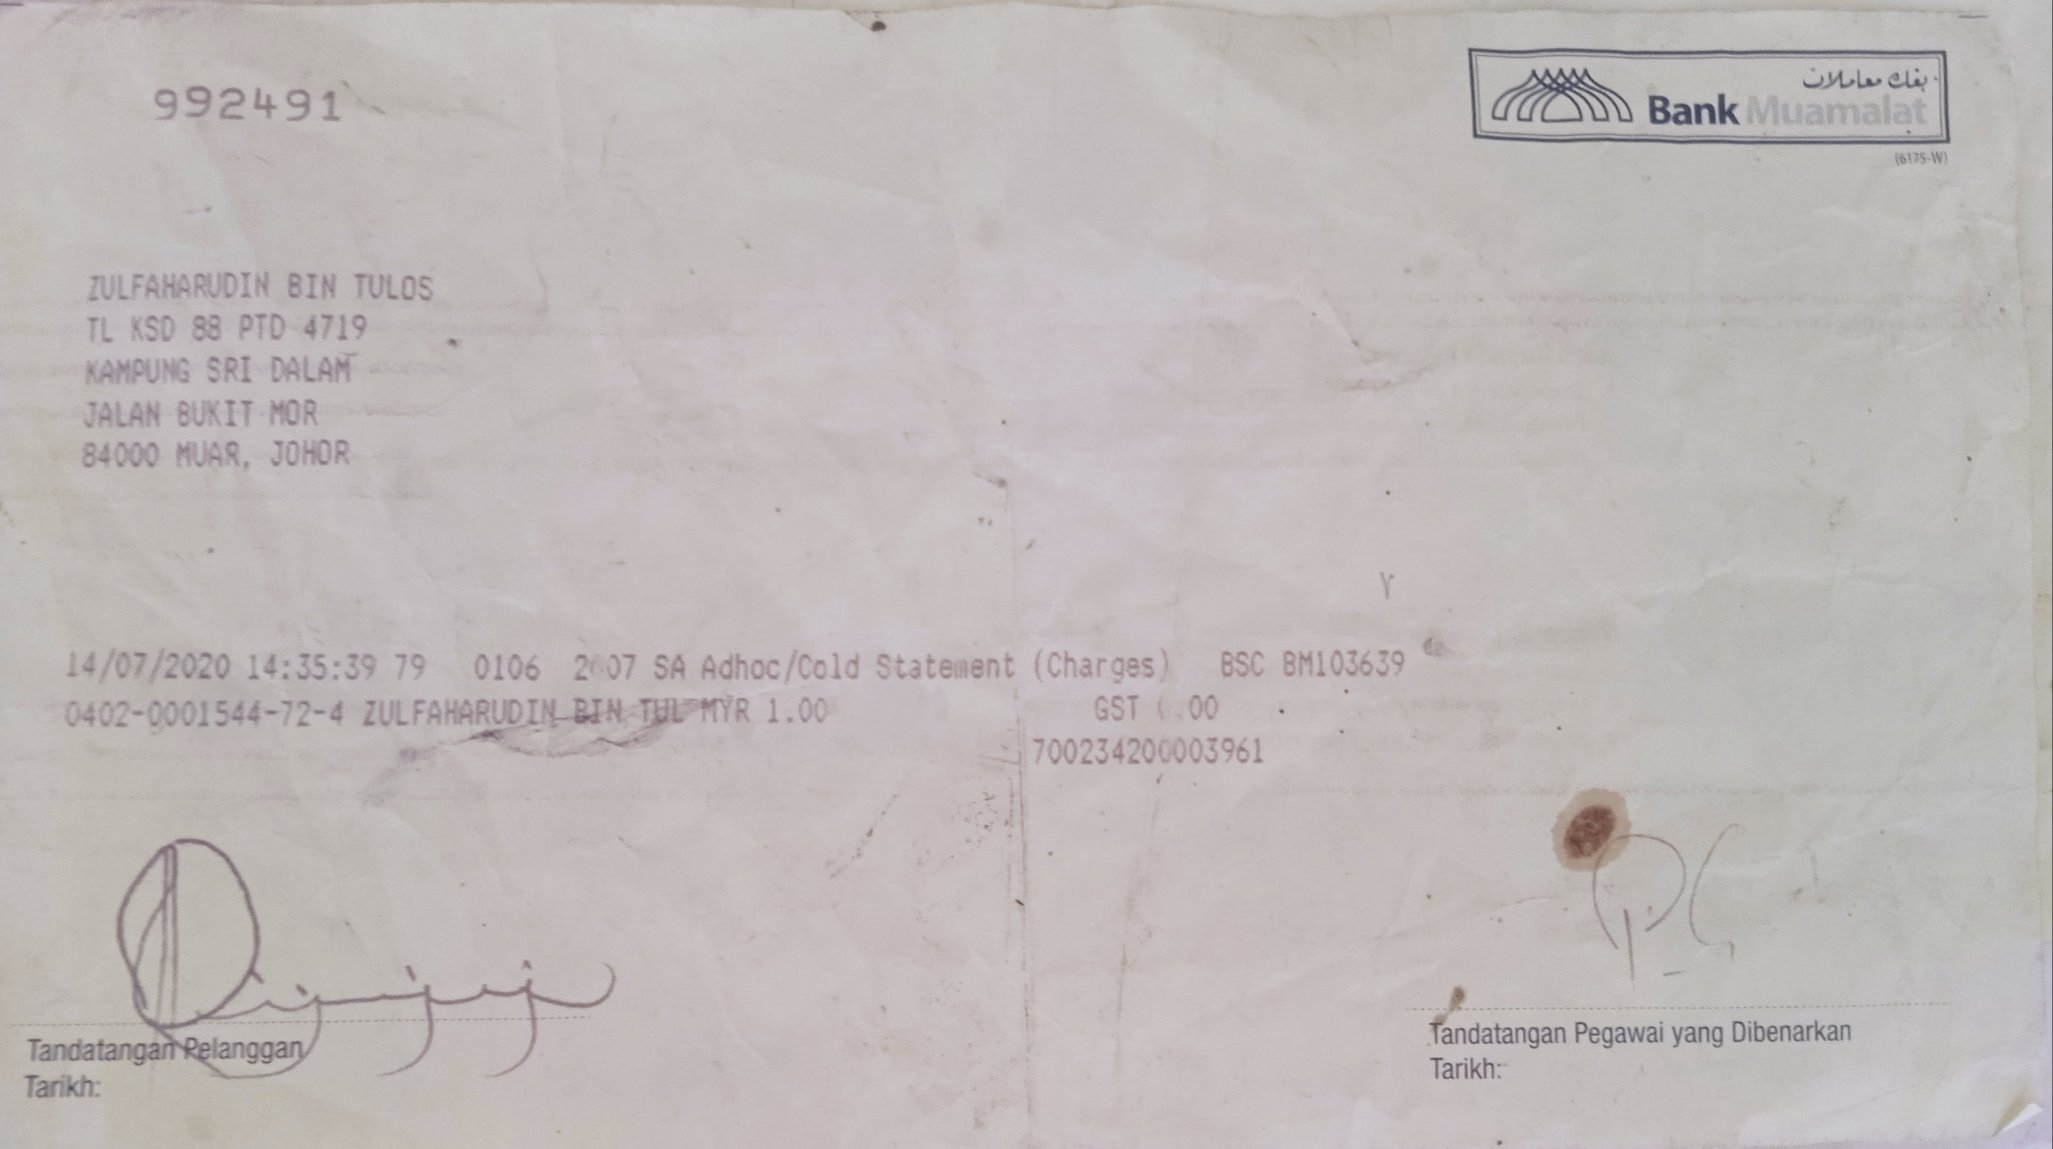 992491
بنك معاملات
Bank Muamalat
(6175-W)
ZULFAHARUDIN BIN TULOS
TL KSD 88 PTD 4719
KAMPUNG SRI DALAM
JALAN BUKIT MOR
84000 MUAR, JOHOR
14/07/2020 14:35:39 79 0106 SA Adhoc/Cold Statement (Charges) BSC BM103639
0402-0001544-72-4 ZULFAHARUDIN BIN TUL MYR 1.00 GST .00
700234200003961
Tandatangan Pelanggan
Tarikh:
Tandatangan Pegawai yang Dibenarkan
Tarikh: